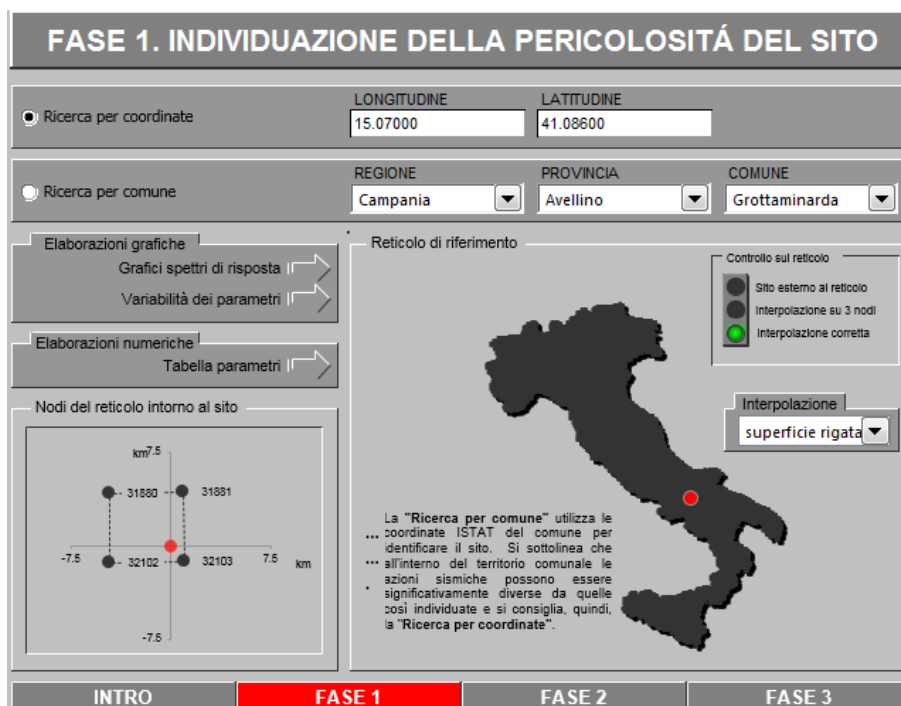 FASE 1. INDIVIDUAZIONE DELLA PERICOLOSITÁ DEL SITO
Ricerca per coordinate
LONGITUDINE
LATITUDINE
15.07000
41.08600
Ricerca per comune
REGIONE
PROVINCIA
COMUNE
Campania
Avellino
Grottaminarda
Elaborazioni grafiche
Grafici spettri di risposta
Variabilità dei parametri
Elaborazioni numeriche
Tabella parametri
Nodi del reticolo intorno al sito
km
7.5
31880
31881
-7.5
32102
32103
7.5
km
-7.5
Reticolo di riferimento
Controllo sul reticolo
Sito esterno al reticolo
Interpolazione su 3 nodi
Interpolazione corretta
Interpolazione
superficie rigata
La "Ricerca per comune" utilizza le
coordinate ISTAT del comune per
identificare il sito. Si sottolinea che
all'interno del territorio comunale le
azioni sismiche possono essere
significativamente diverse da quelle
così individuate e si consiglia, quindi,
la "Ricerca per coordinate".
INTRO
FASE 1
FASE 2
FASE 3